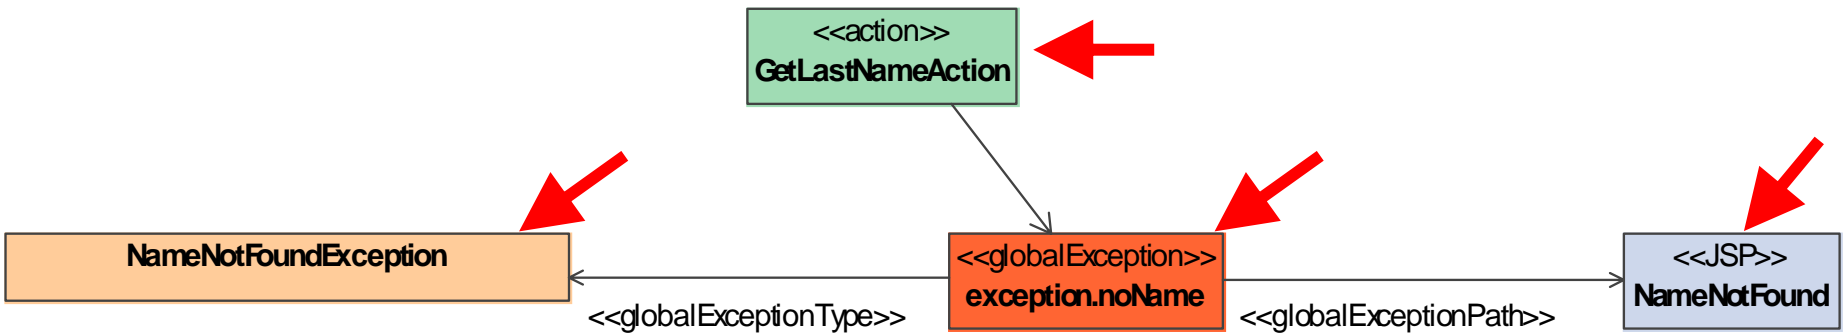 <<action>>
GetLastNameAction
NameNotFoundException
<<globalException>>
exception.noName
<<JSP>>
NameNotFound
<<globalExceptionType>>
<<globalExceptionPath>>